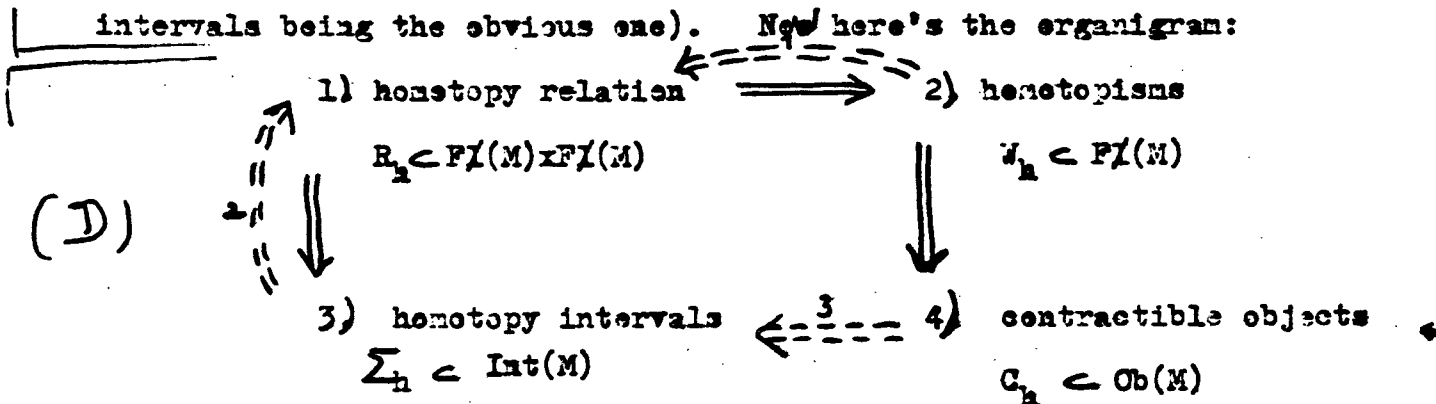 intervals being the obvious one). Now here's the organigram:
1
1) homotopy relation ⟹ 2) homotopisms
R_h ⊂ Fℓ(M)xFℓ(M) W_h ⊂ Fℓ(M)
(D) 2
3) homotopy intervals 3 4) contractible objects
Σ_h ⊂ Int(M) C_h ⊂ Ob(M)